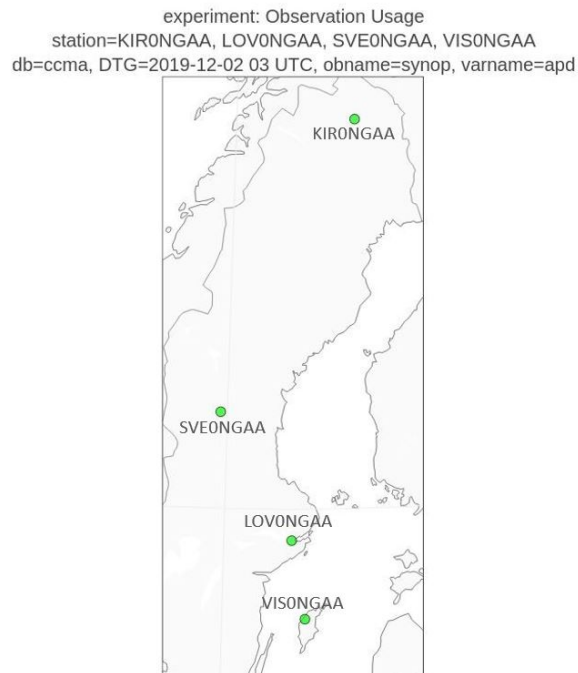 experiment: Observation Usage
station=KIR0NGAA, LOV0NGAA, SVE0NGAA, VIS0NGAA
db=ccma, DTG=2019-12-02 03 UTC, obname=synop, varname=apd
KIR0NGAA
SVE0NGAA
LOV0NGAA
VIS0NGAA